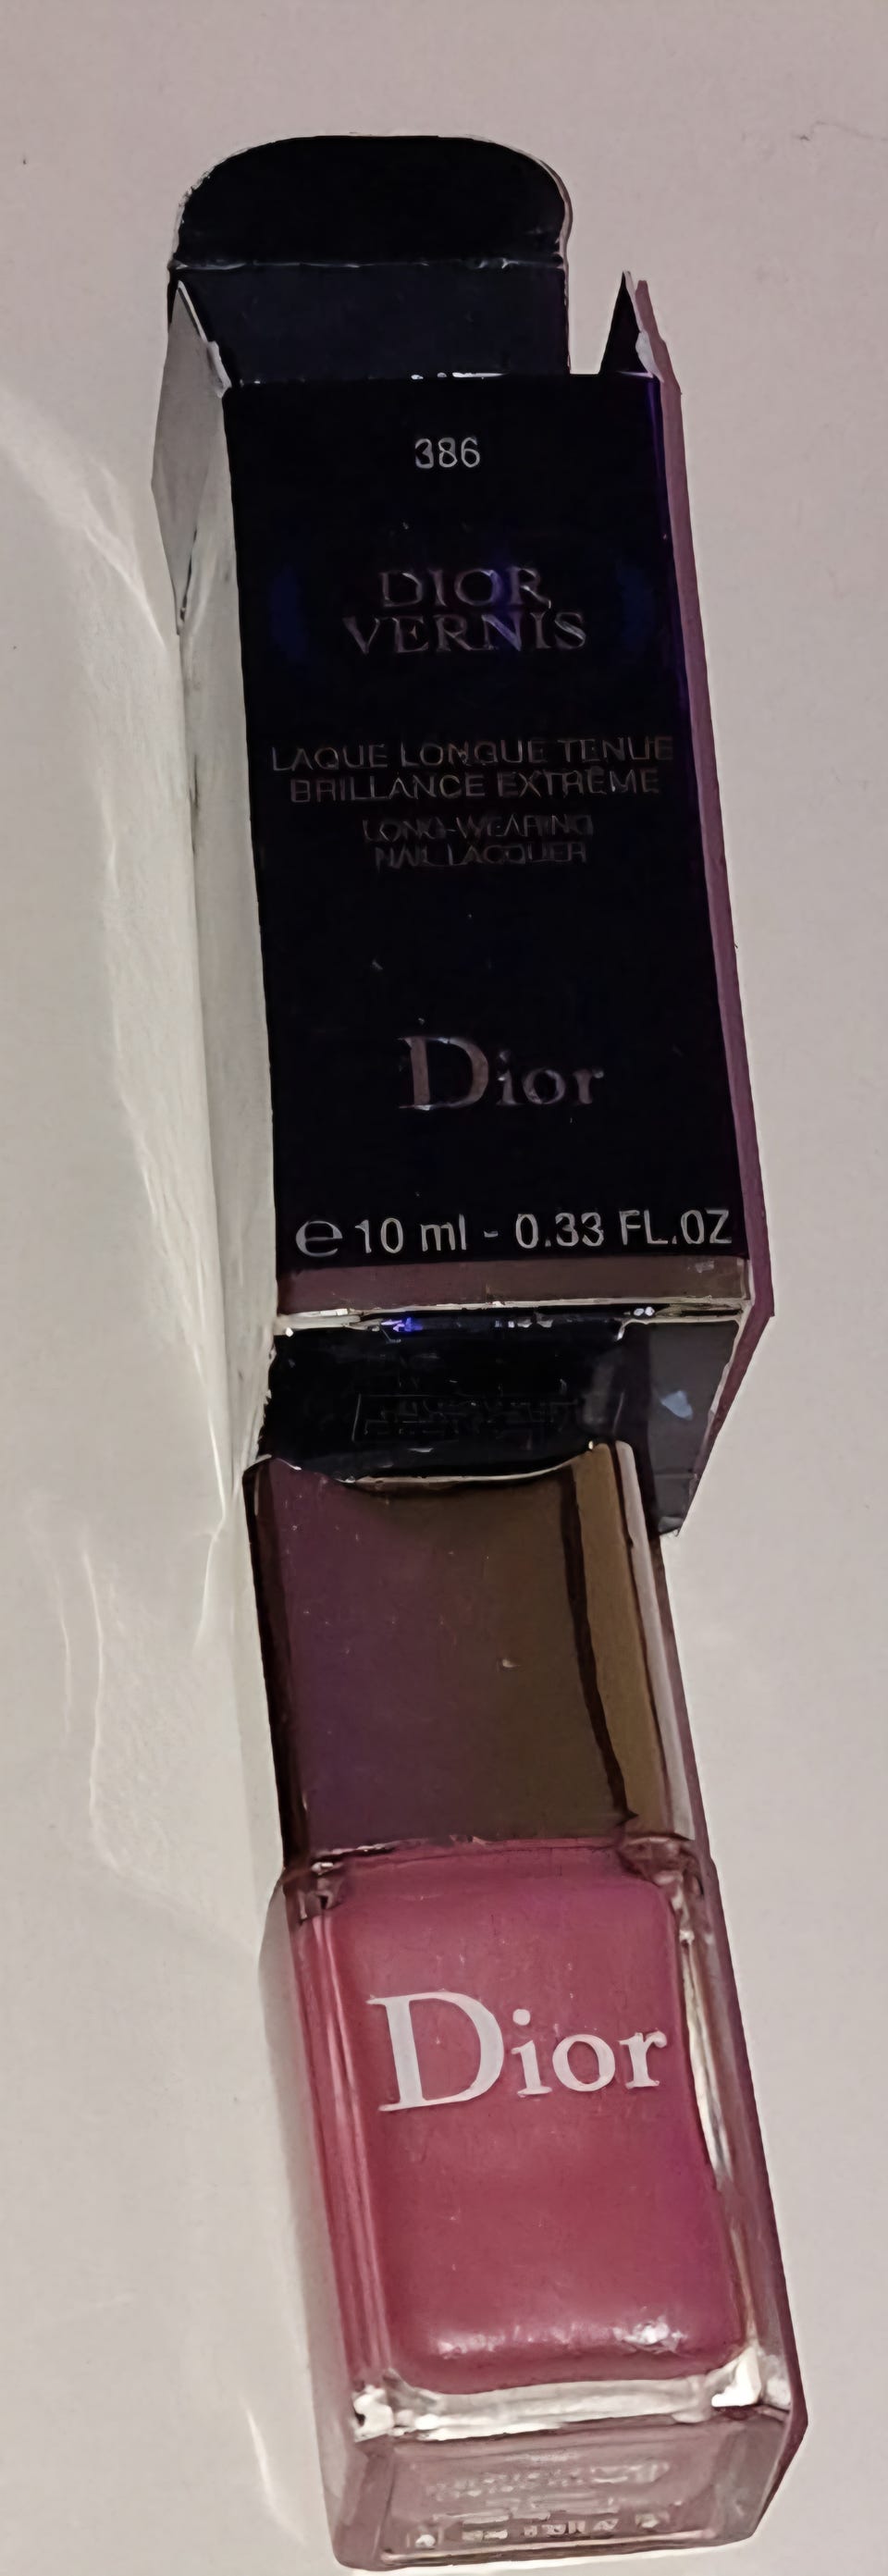 386
DIOR
VERNIS
LAQUE LONGUE TENUE
BRILLANCE EXTRÊME
LONG-WEARING
NAIL LACQUER
Dior
e 10 ml - 0.33 FL.OZ
Dior